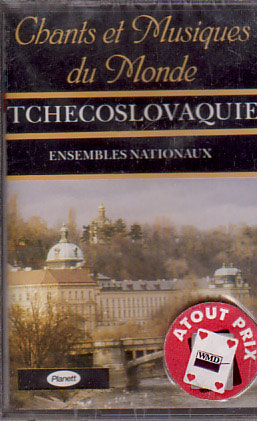 Chants et Musiques
du Monde
TCHECOSLOVAQUIE
ENSEMBLES NATIONAUX
ATOUT PRIX
WMD
Planett